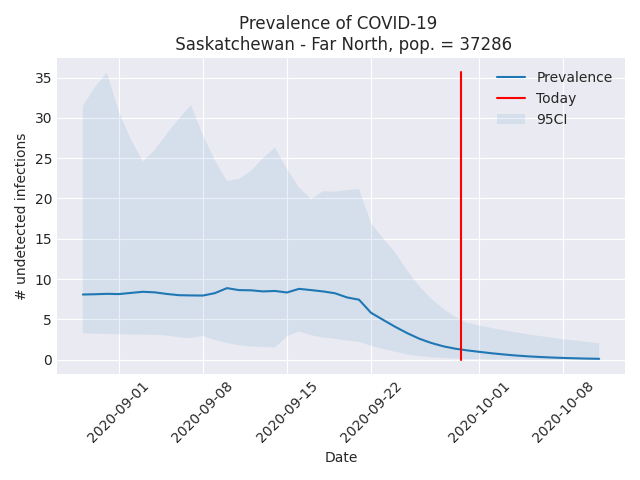 Prevalence of COVID-19
Saskatchewan - Far North, pop. = 37286
# undetected infections
35
30
25
20
15
10
5
0
Prevalence
Today
95CI
2020-09-01
2020-09-08
2020-09-15
2020-09-22
2020-10-01
2020-10-08
Date